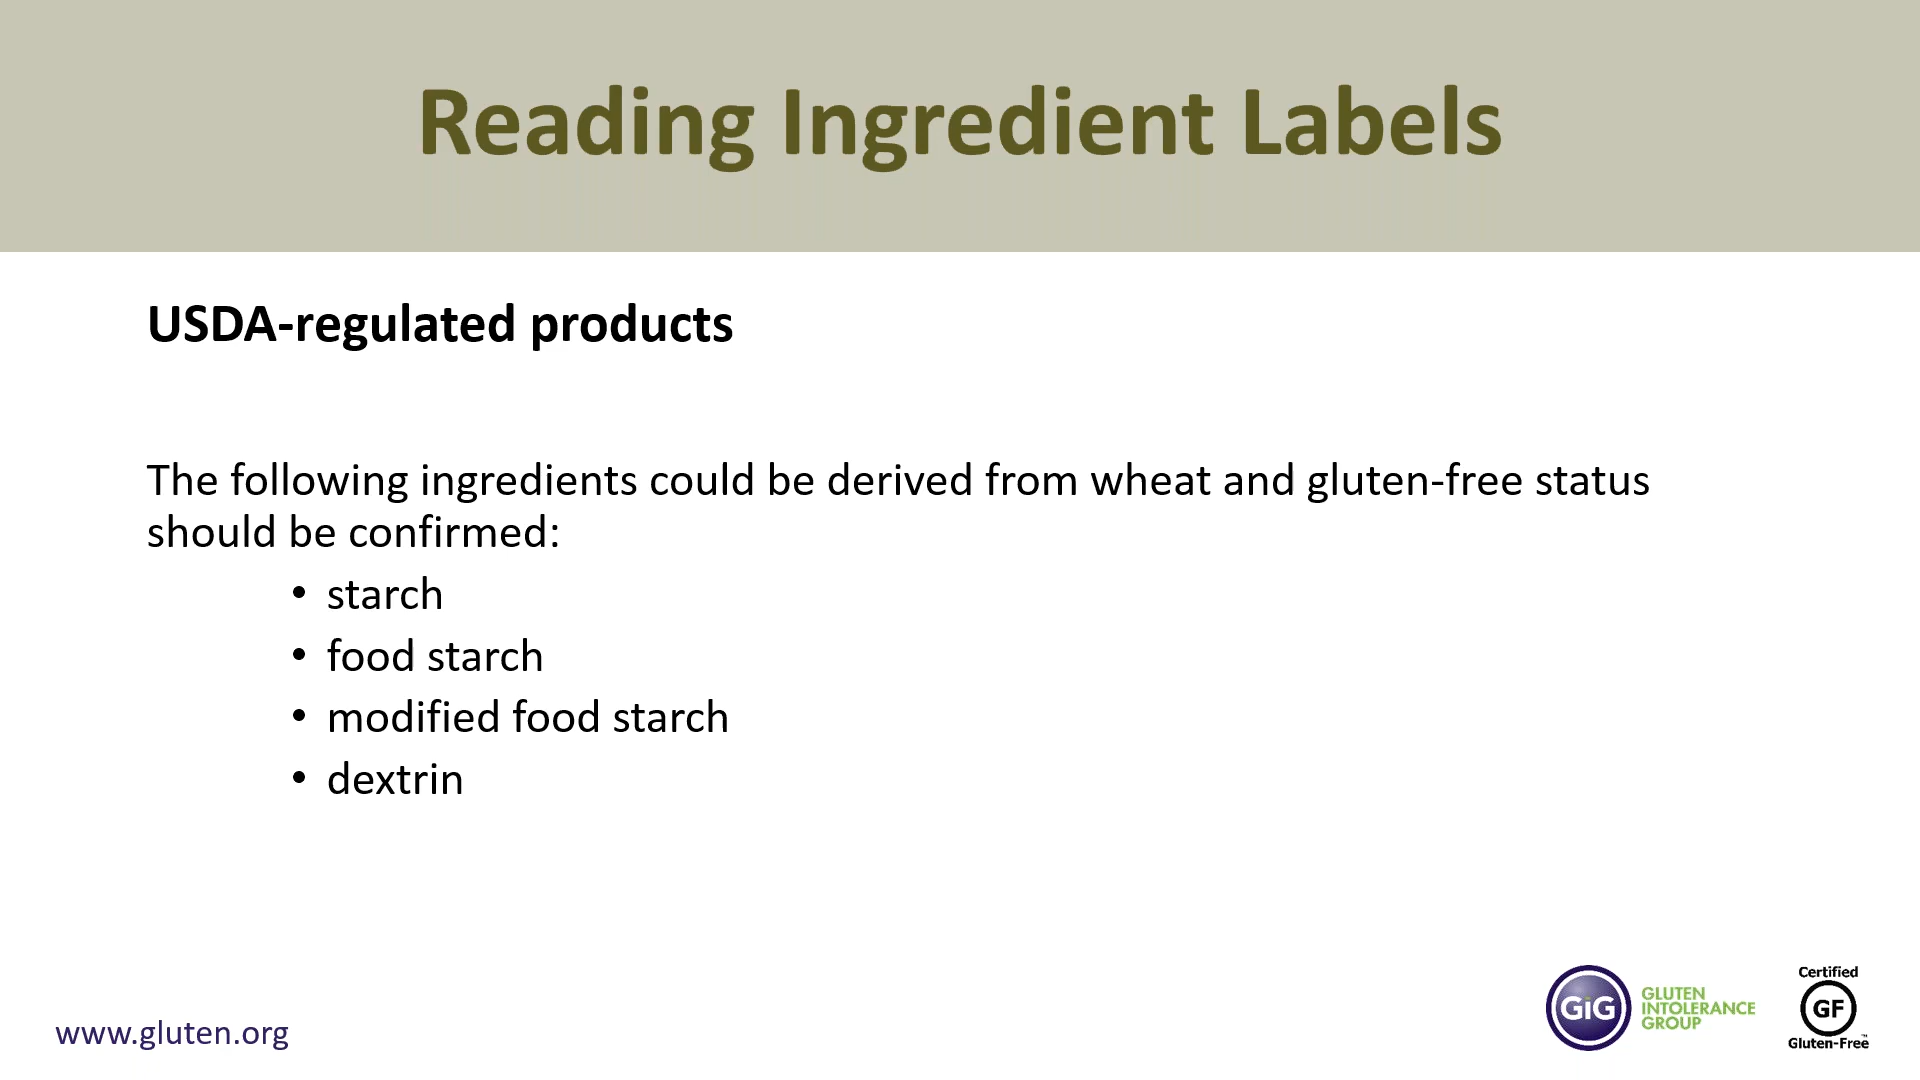 Reading Ingredient Labels
USDA-regulated products
The following ingredients could be derived from wheat and gluten-free status
should be confirmed:
• starch
• food starch
• modified food starch
• dextrin
www.gluten.org
GiG
GLUTEN
INTOLERANCE
GROUP
Certified
GF
Gluten-Free™